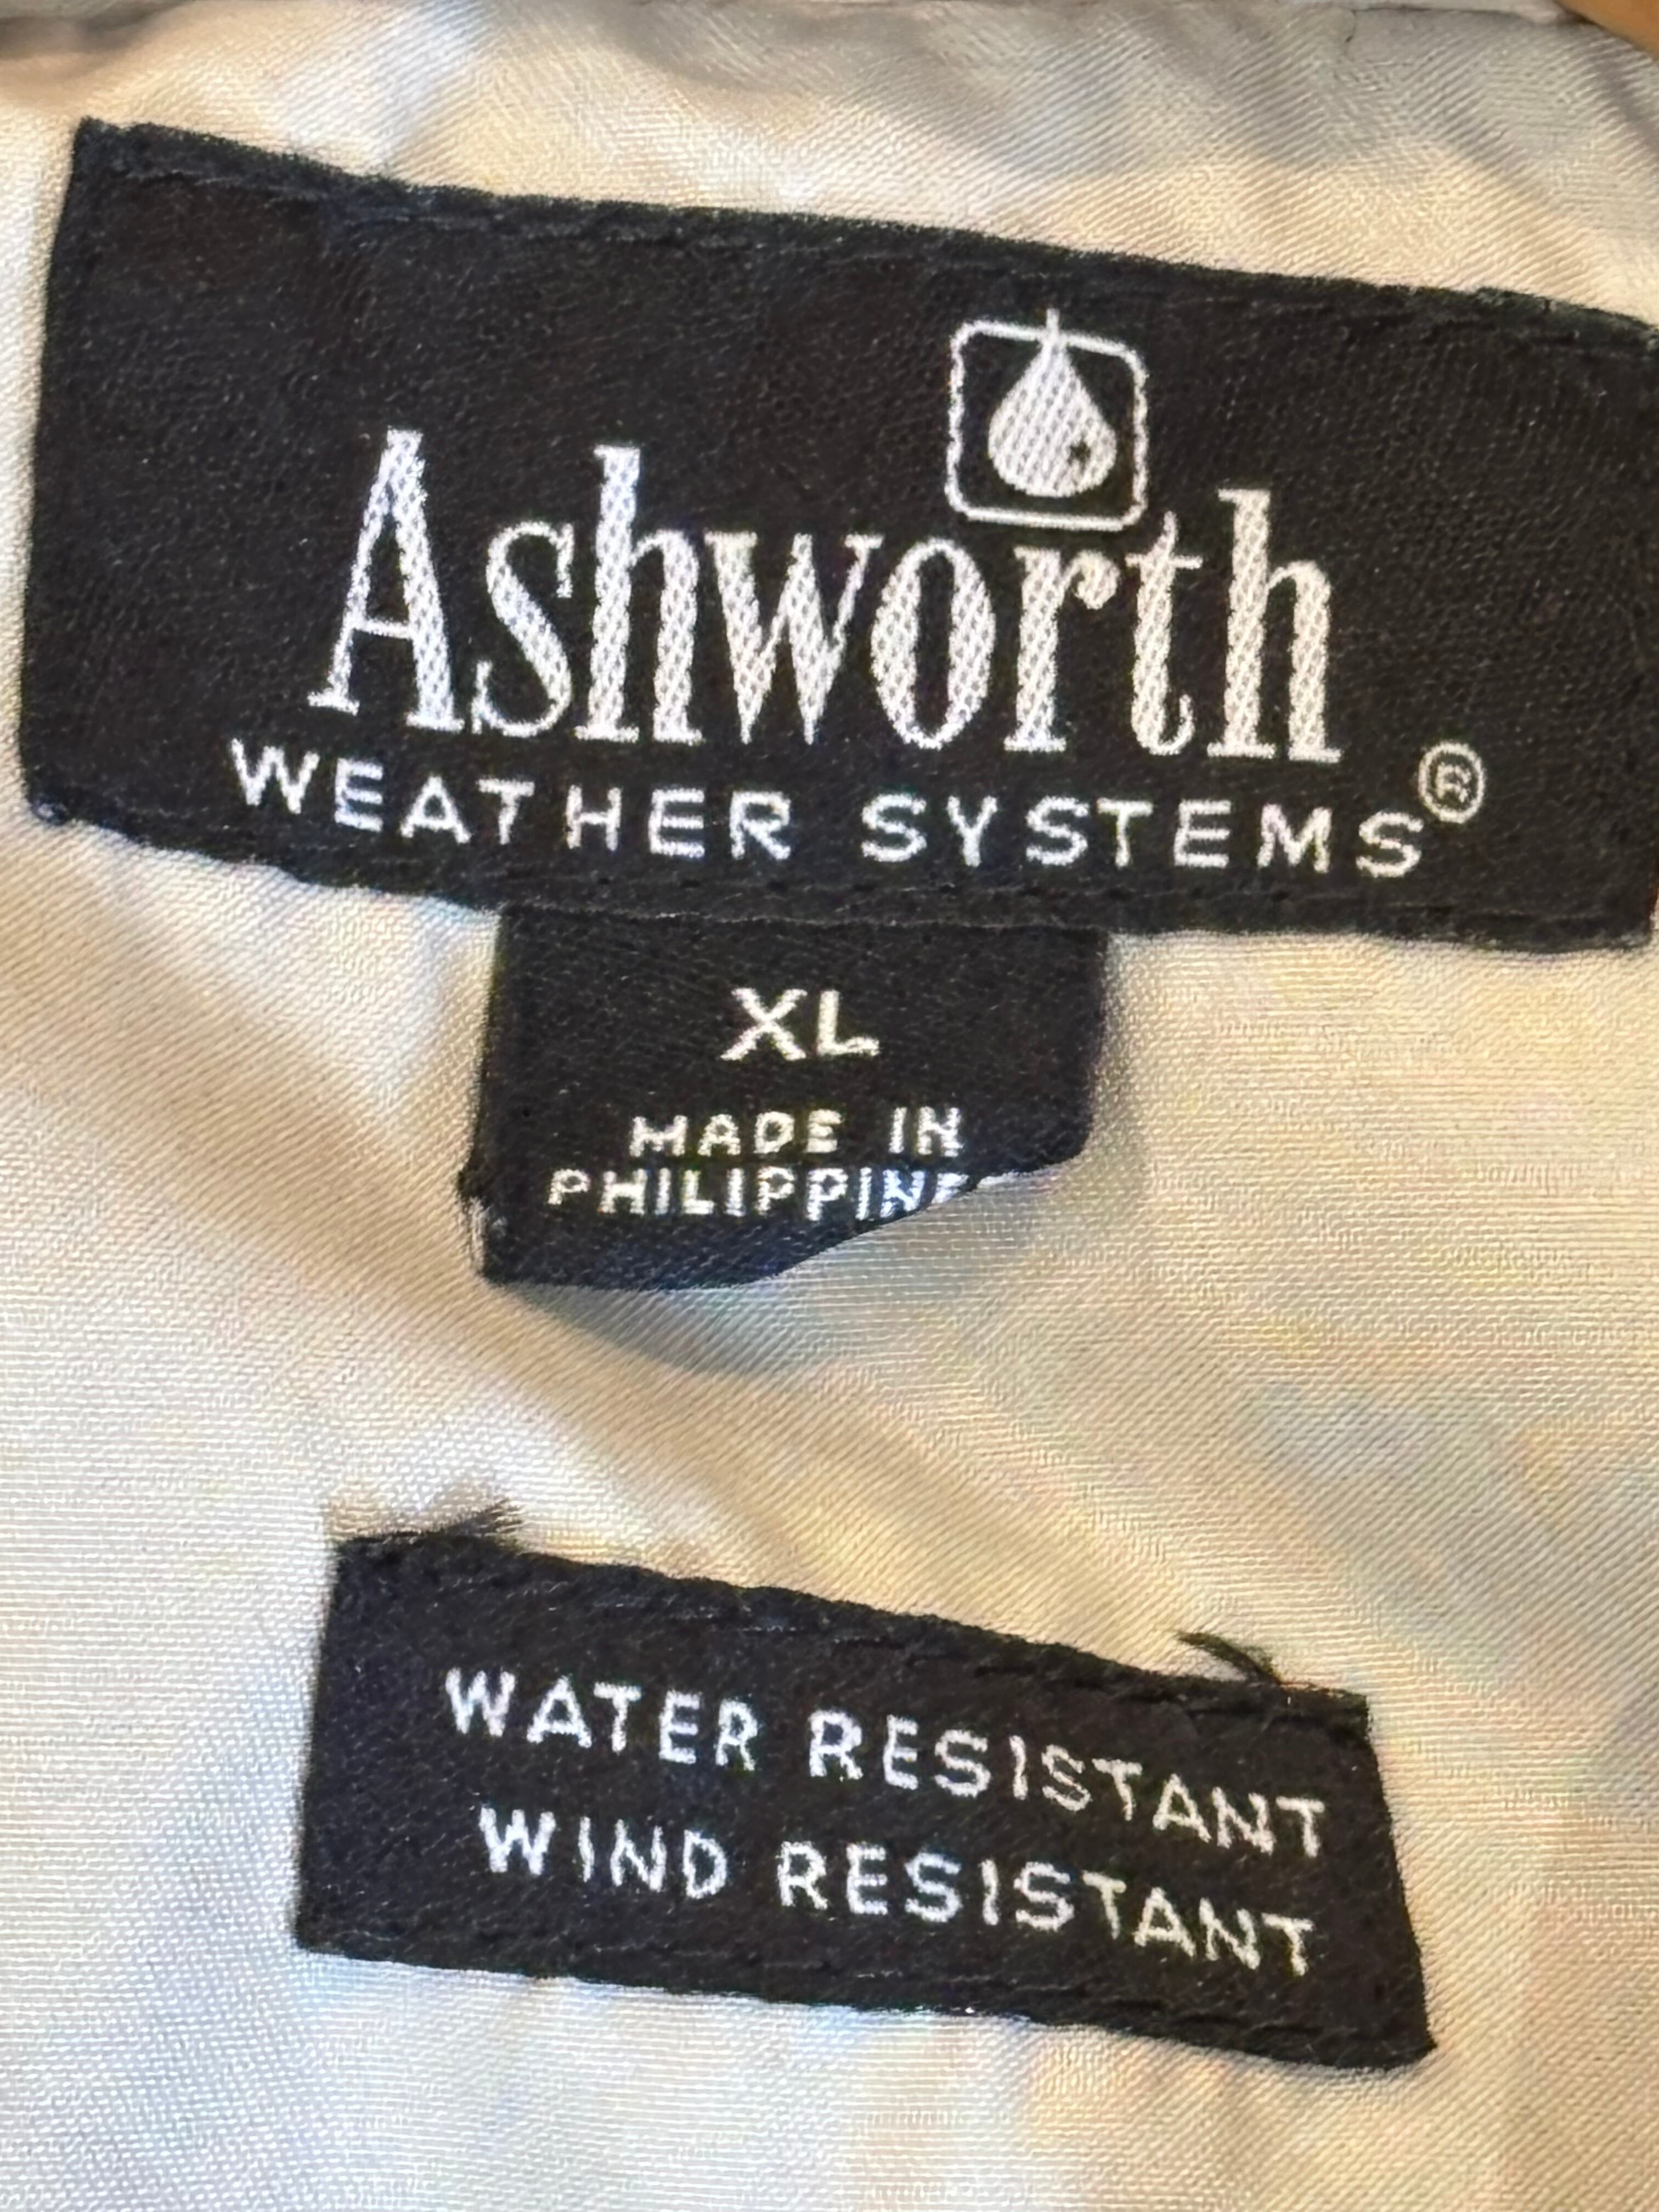 Ashworth
WEATHER SYSTEMS®
XL
MADE IN
PHILIPPINE
WATER RESISTANT
WIND RESISTANT